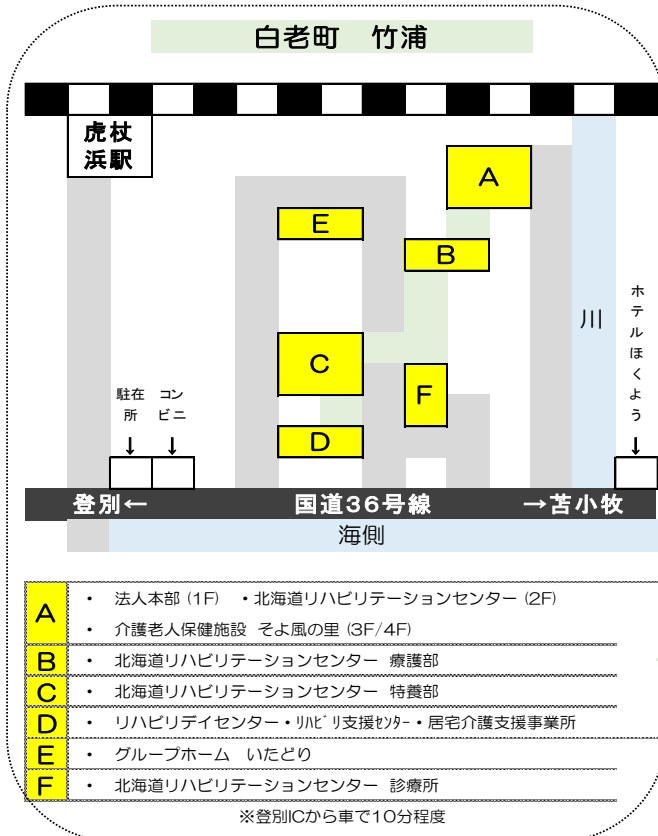 白老町　竹浦
虎杖
浜駅
A
E
B
川
ホテルほくよう
C
F
駐在
所
コン
ビニ
↓
↓
↓
D
登別←
国道36号線
→苫小牧
海側
A
・ 法人本部 (1F) ・北海道リハビリテーションセンター (2F)
・ 介護老人保健施設 そよ風の里 (3F/4F)
B ・ 北海道リハビリテーションセンター 療護部
C ・ 北海道リハビリテーションセンター 特養部
D ・ リハビリデイセンター・ﾘﾊﾋﾞﾘ支援ｾﾝﾀｰ・居宅介護支援事業所
E ・ グループホーム　いたどり
F ・ 北海道リハビリテーションセンター 診療所
※登別ICから車で10分程度